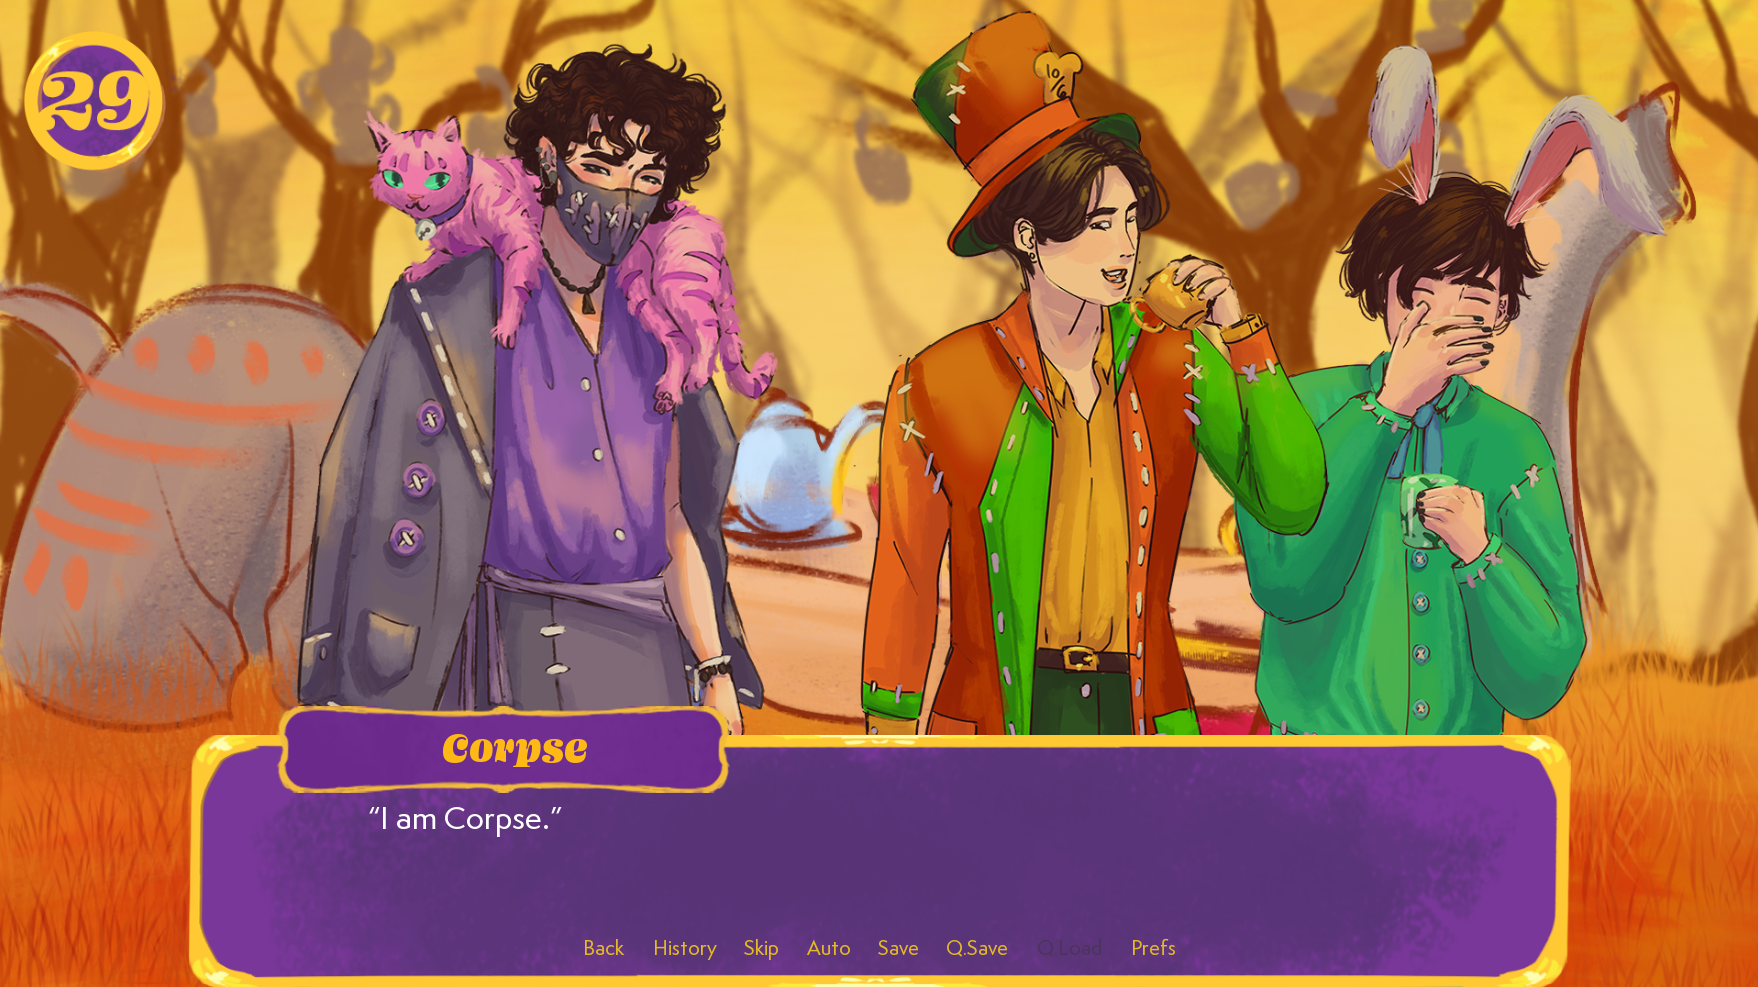 29
Corpse
“I am Corpse.”
Back History Skip Auto Save Q.Save Q.Load Prefs